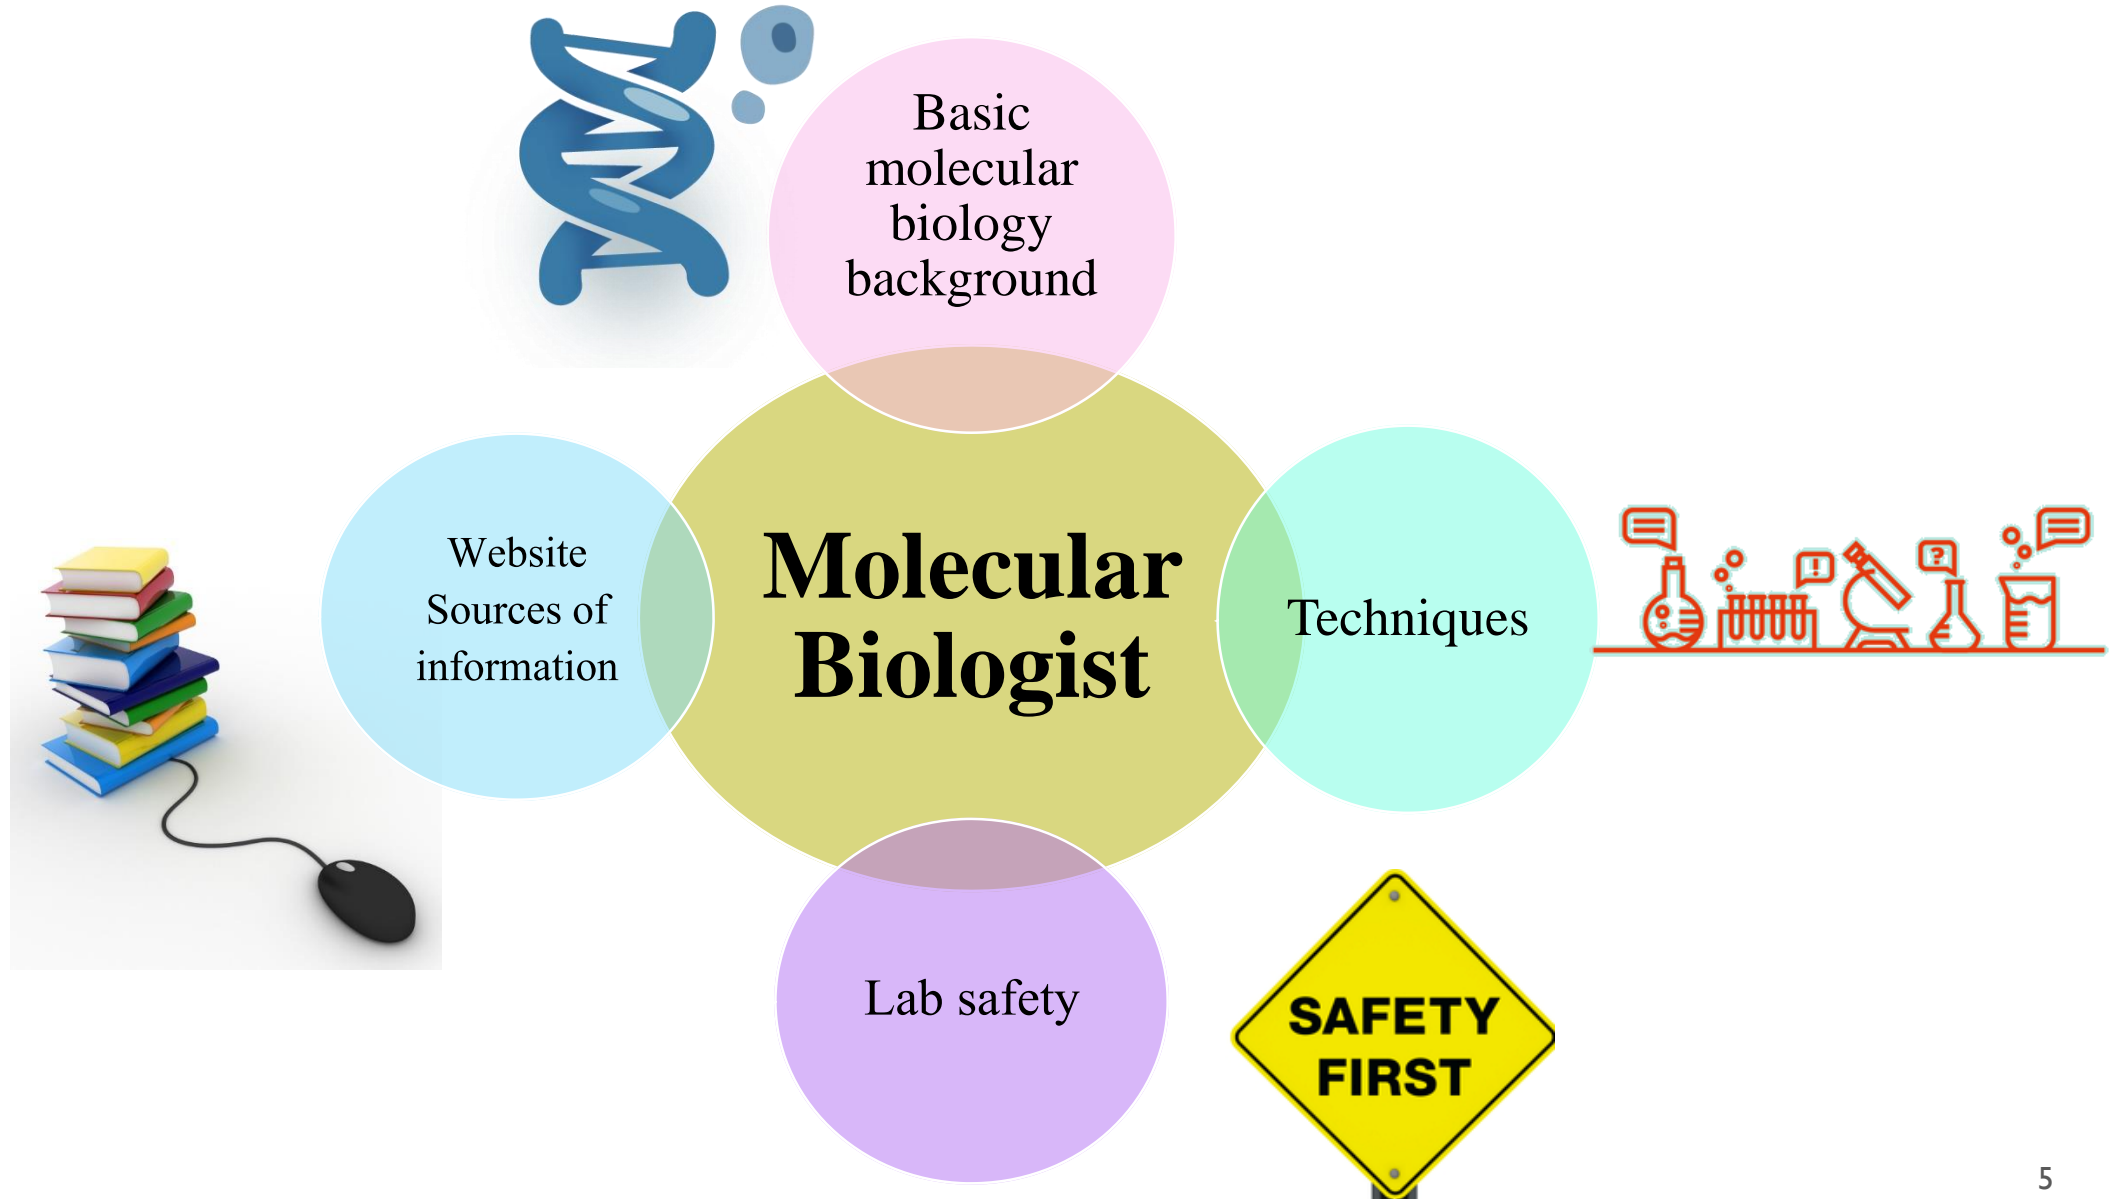 Basic
molecular
biology
background
Website
Sources of
information
Molecular
Biologist
Techniques
!
?
Lab safety
SAFETY
FIRST
5